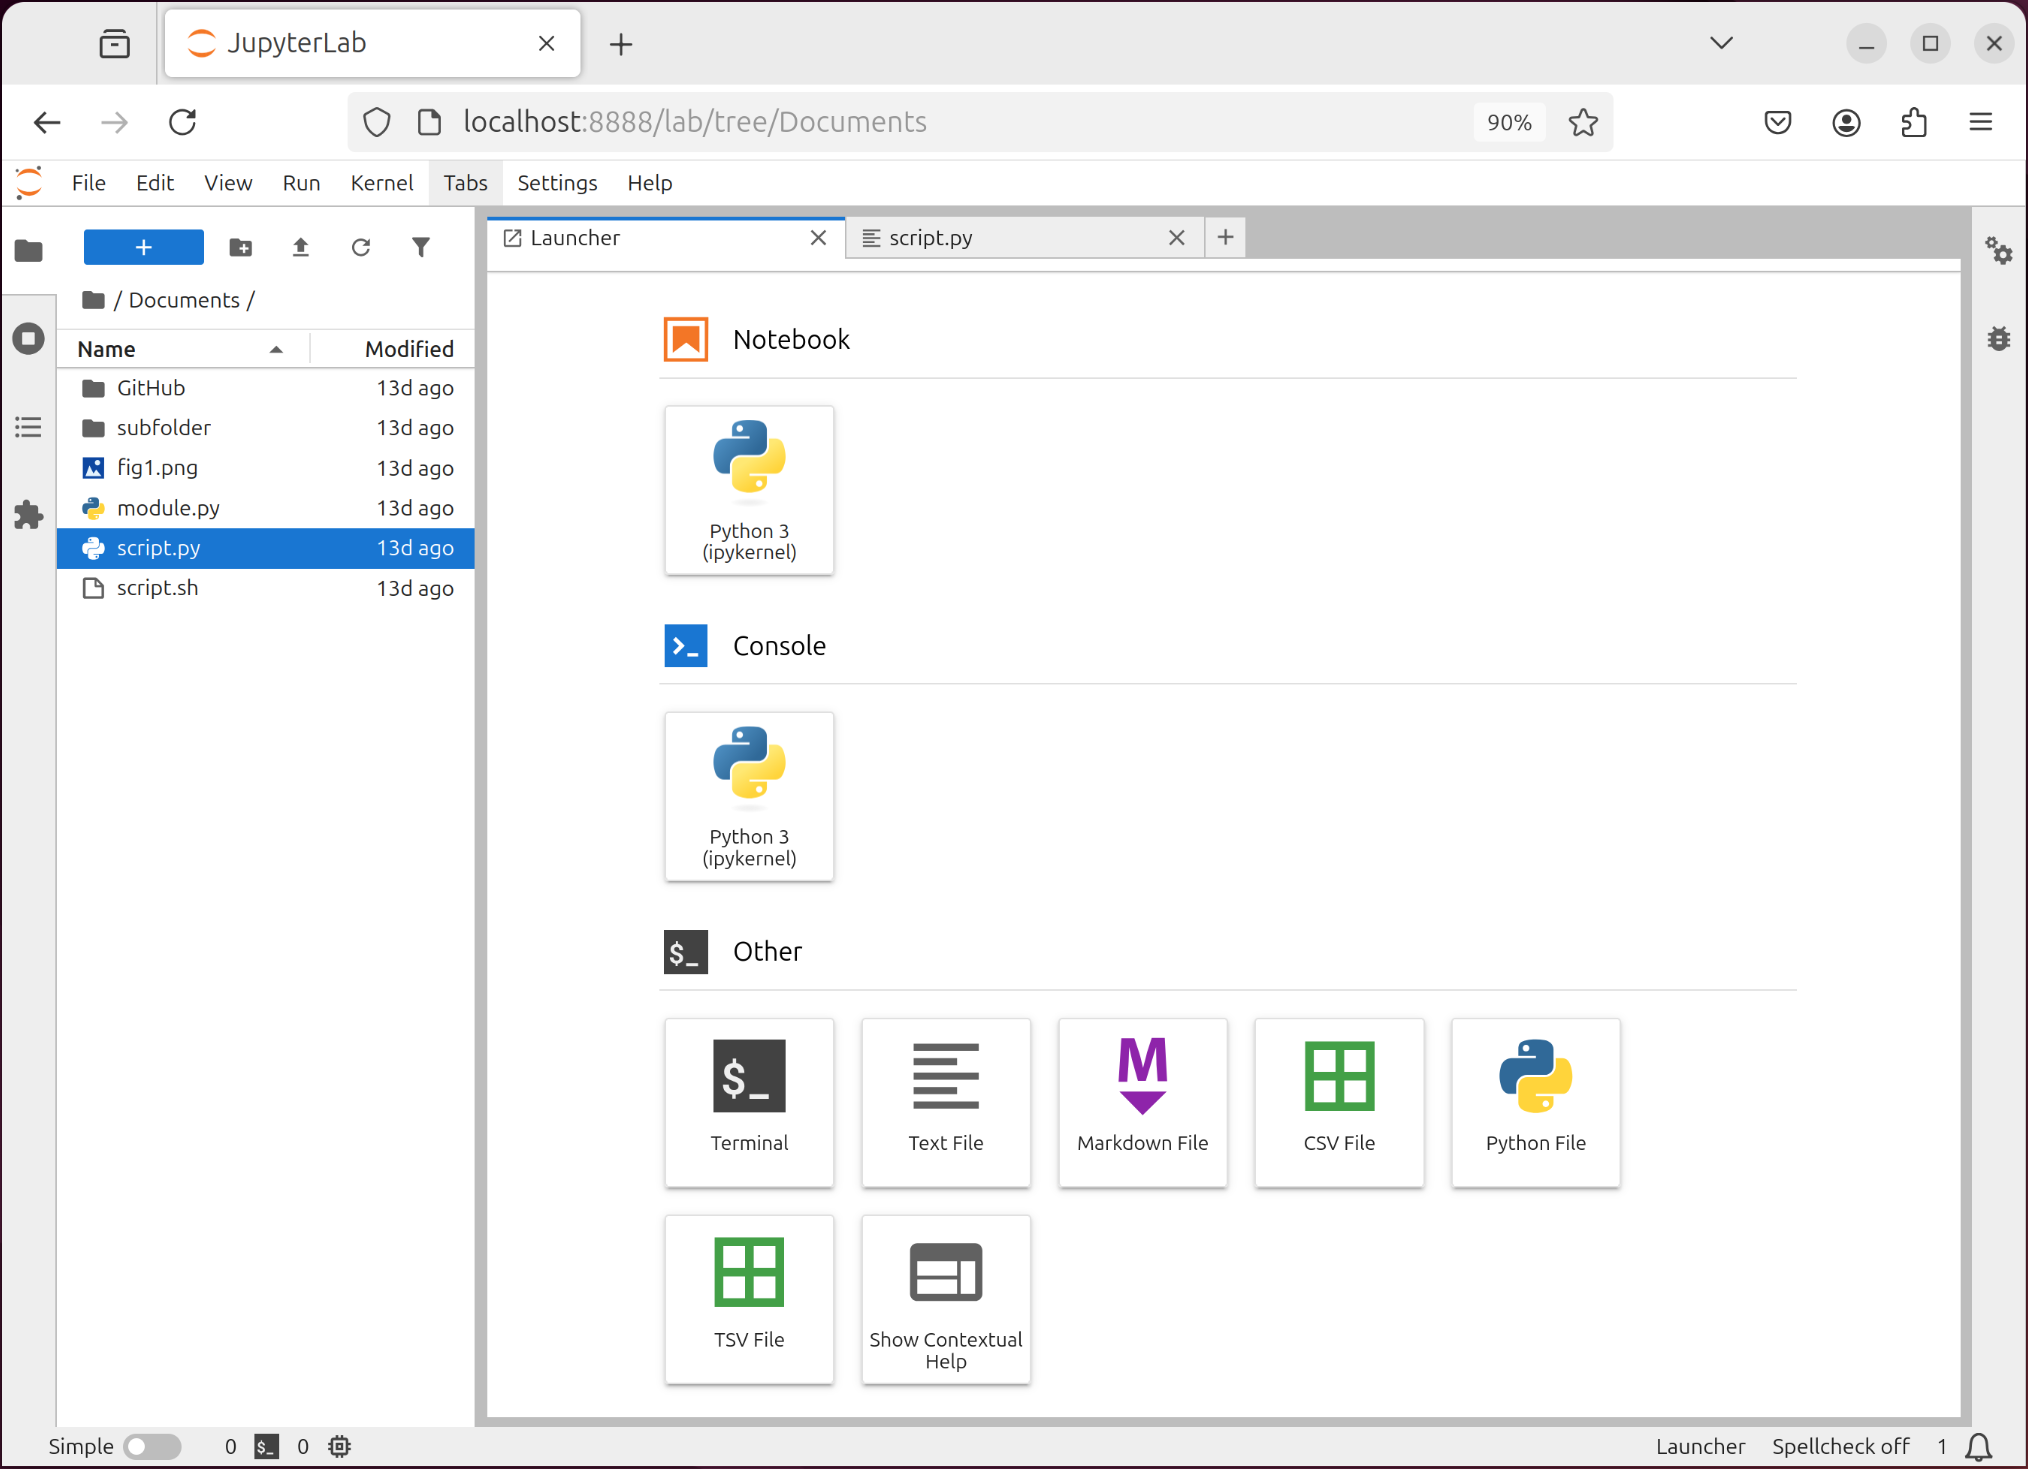 JupyterLab
localhost:8888/lab/tree/Documents
90%
File Edit View Run Kernel Tabs Settings Help
+
/ Documents /
Name Modified
GitHub 13d ago
subfolder 13d ago
fig1.png 13d ago
module.py 13d ago
script.py 13d ago
script.sh 13d ago
Launcher
script.py
Notebook
Python 3
(ipykernel)
Console
Python 3
(ipykernel)
$_ Other
$_
Terminal
Text File
M
Markdown File
CSV File
Python File
TSV File
Show Contextual
Help
Simple 0 $_ 0
Launcher Spellcheck off 1